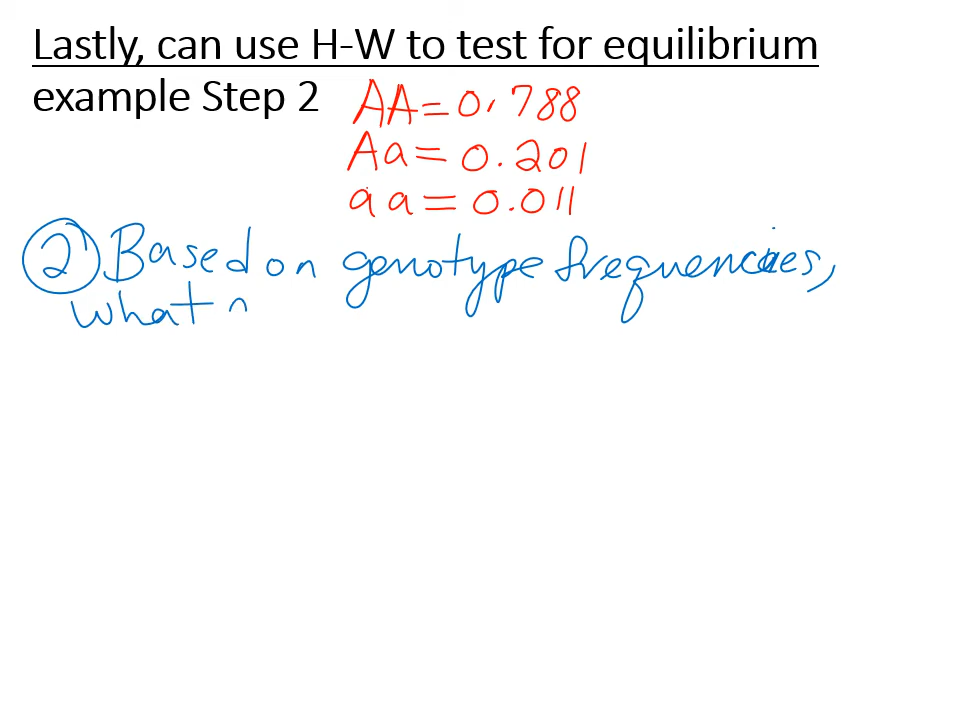 Lastly, can use H-W to test for equilibrium
example Step 2
AA=0.788
Aa=0.201
aa=0.011
② Based on genotype frequencies,
what